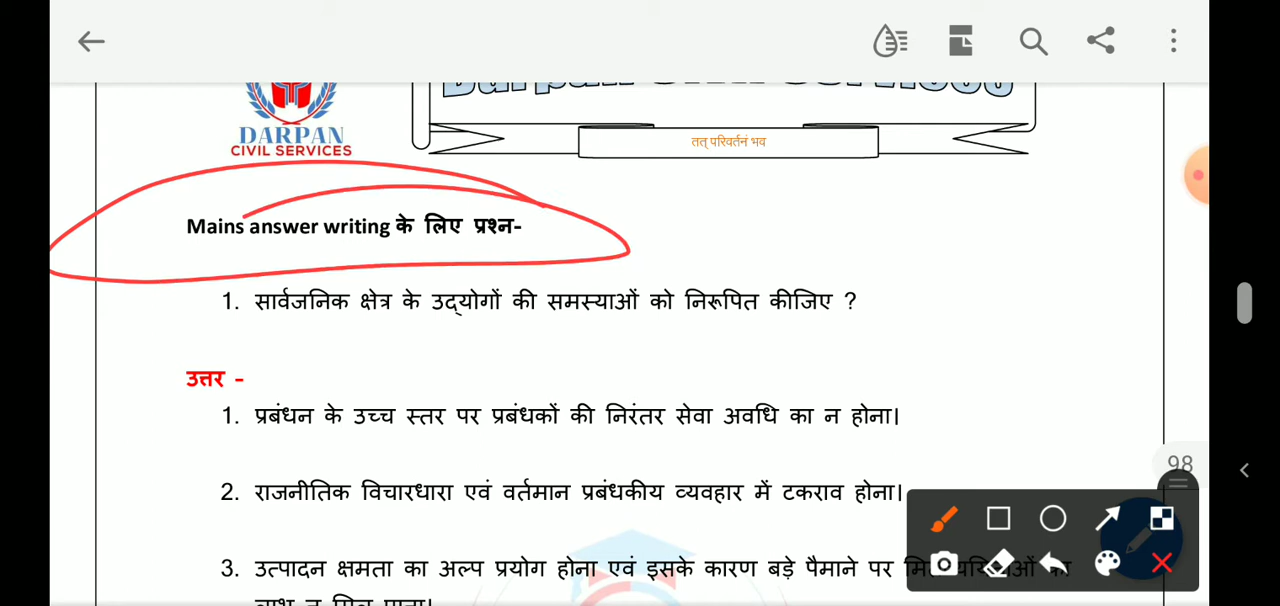 DARPAN
CIVIL SERVICES
तत् परिवर्तनं भव
Mains answer writing के लिए प्रश्न-
1. सार्वजनिक क्षेत्र के उद्योगों की समस्याओं को निरूपित कीजिए ?
उत्तर -
1. प्रबंधन के उच्च स्तर पर प्रबंधकों की निरंतर सेवा अवधि का न होना।
98
2. राजनीतिक विचारधारा एवं वर्तमान प्रबंधकीय व्यवहार में टकराव होना।
3. उत्पादन क्षमता का अल्प प्रयोग होना एवं इसके कारण बड़े पैमाने पर